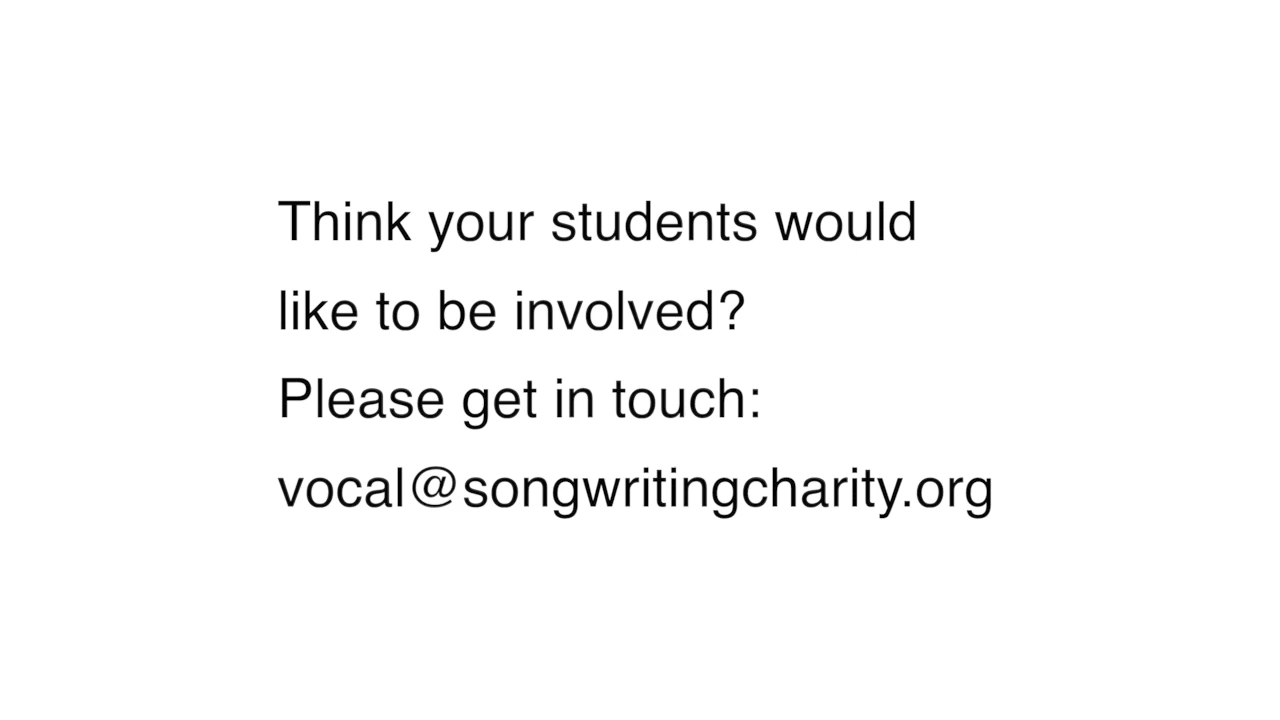 Think your students would
like to be involved?
Please get in touch:
vocal@songwritingcharity.org